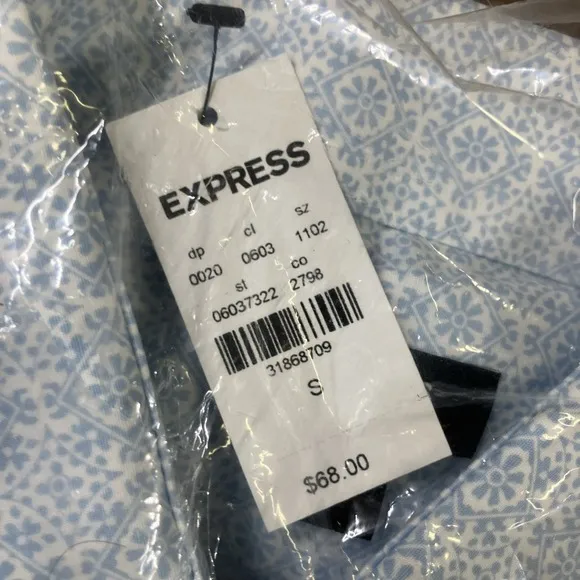 EXPRESS
dp cl sz
0020 0603 1102
st co
06037322 2798
31868709
S
$68.00